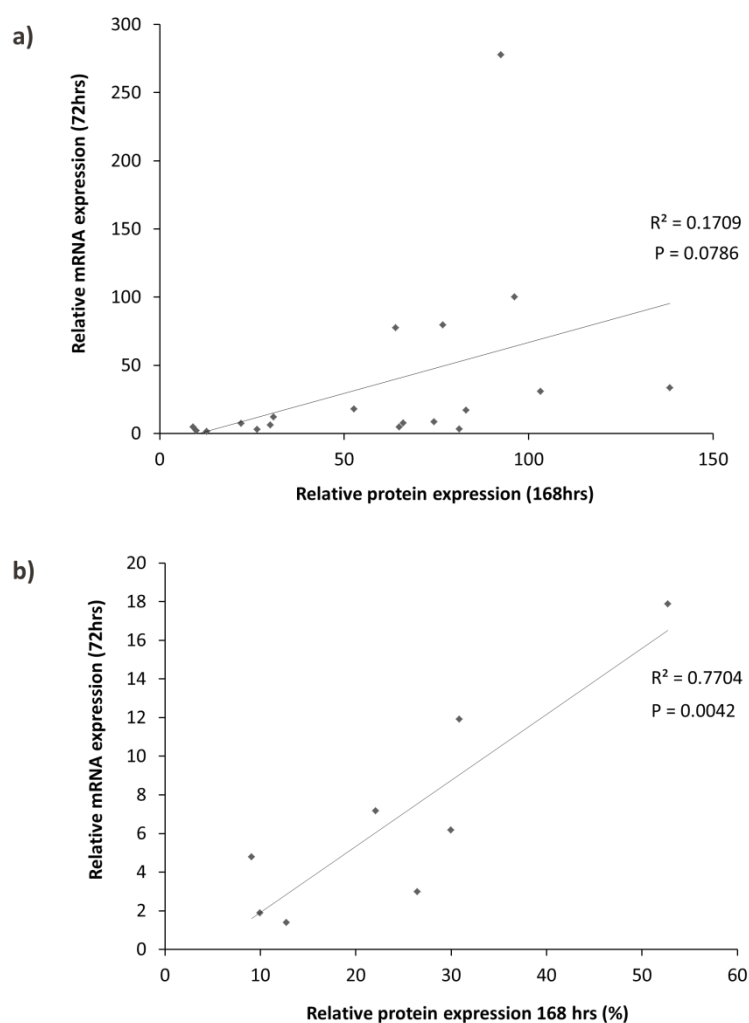 a)
Relative mRNA expression (72hrs)
300
250
200
150
100
50
0
R² = 0.1709
P = 0.0786
0 50 100 150
Relative protein expression (168hrs)
b)
Relative mRNA expression (72hrs)
20
18
16
14
12
10
8
6
4
2
0
R² = 0.7704
P = 0.0042
0 10 20 30 40 50 60
Relative protein expression 168 hrs (%)